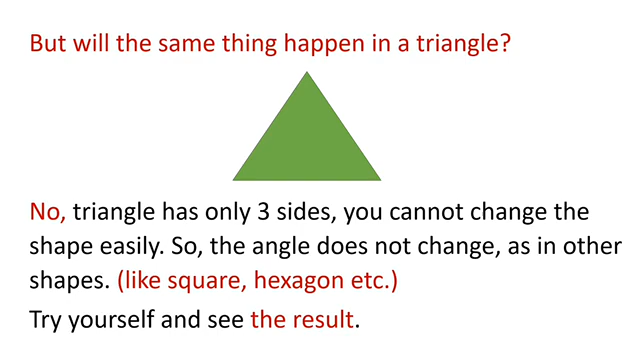 But will the same thing happen in a triangle?
No, triangle has only 3 sides, you cannot change the
shape easily. So, the angle does not change, as in other
shapes. (like square, hexagon etc.)
Try yourself and see the result.